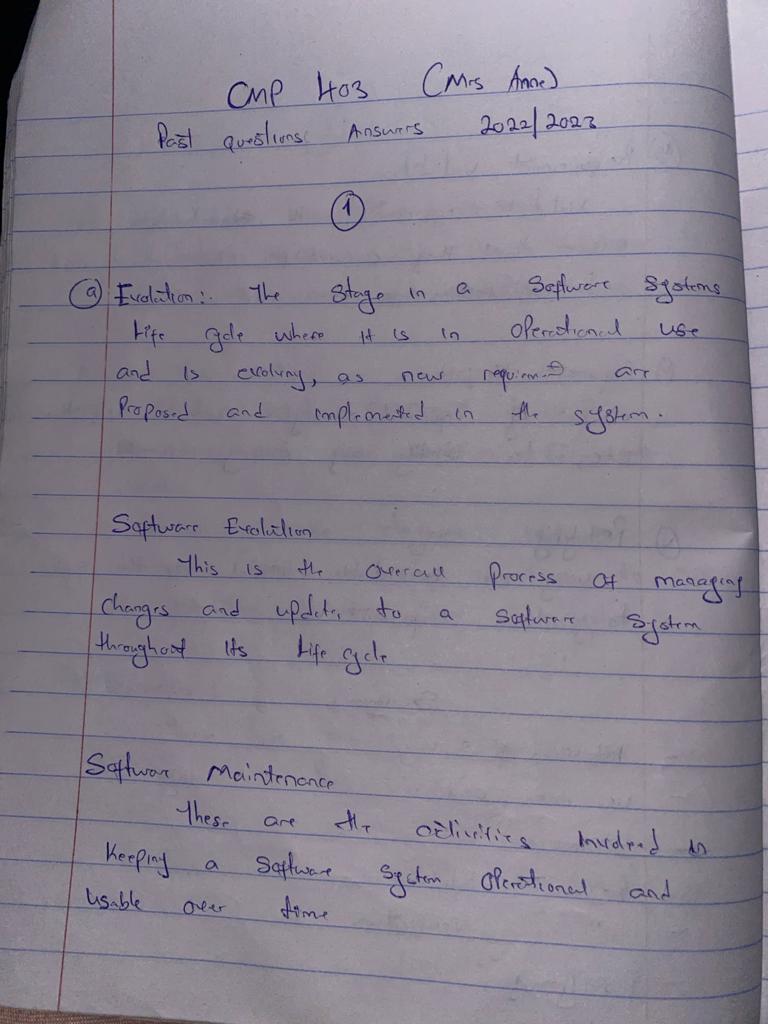 CMP 403 (Mrs Anne)
Past questions Answers 2022/2023
1
a Evolution:. The Stage in a Software Systems
Life cycle where it is in operational use
and is evolving, as new are
Proposed and implemented in the system.
Software Evolution
This is the overall Process of managing
changes and update, to a Software System
throughout Its Life cycle
Softwar Maintenance
These are the activities involved in
Keeping a Software System operational and
Usable over time